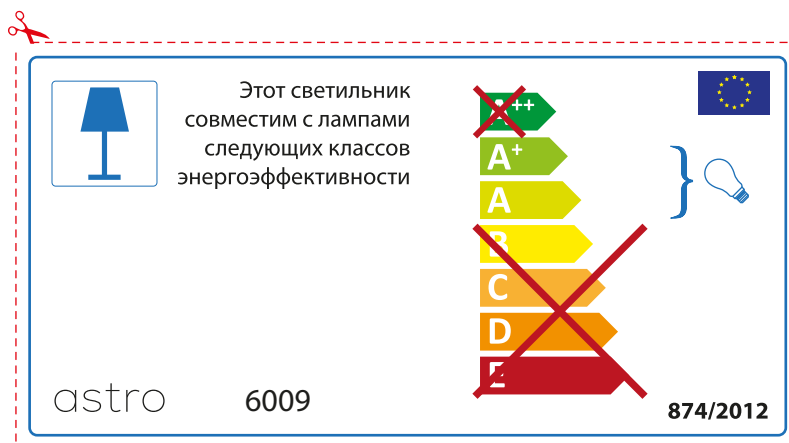 Этот светильник
совместим с лампами
следующих классов
энергоэффективности
A++
A+
A
B
C
D
E
astro
6009
874/2012